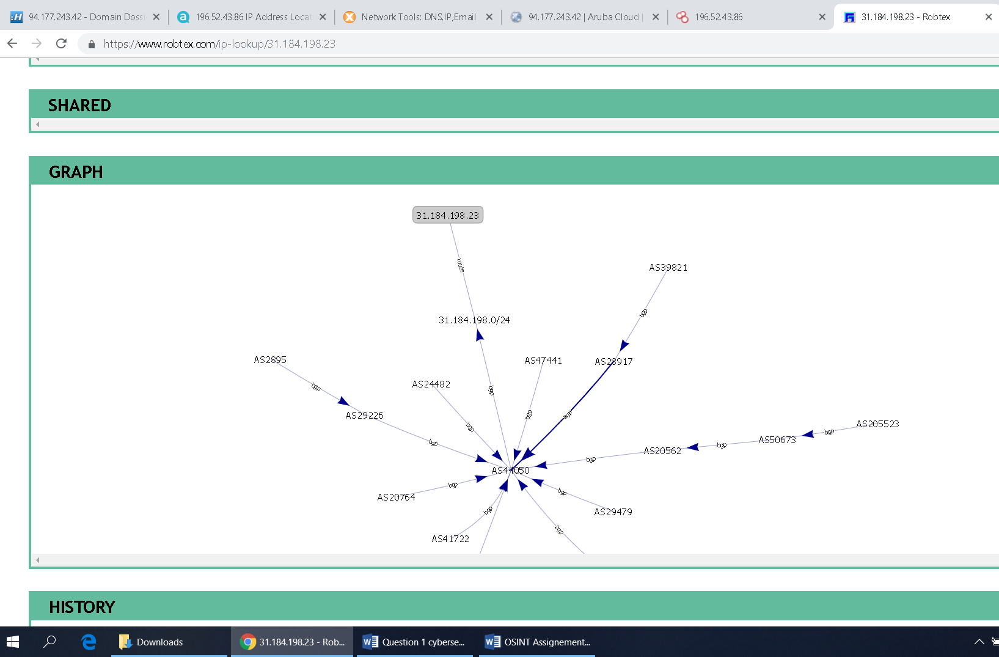 94.177.243.42 - Domain Doss
196.52.43.86 IP Address Locat
Network Tools: DNS,IP,Email
94.177.243.42 | Aruba Cloud |
196.52.43.86
31.184.198.23 - Robtex
https://www.robtex.com/ip-lookup/31.184.198.23
SHARED
GRAPH
31.184.198.23
route
AS39821
bgp
31.184.198.0/24
AS2895
AS47441
AS28917
bgp
AS24482
bgp
bgp
bgp
AS29226
bgp
AS205523
bgp
AS50673
bgp
AS20562
bgp
bgp
bgp
AS44050
bgp
AS20764
bgp
AS29479
bgp
bgp
AS41722
HISTORY
Downloads
31.184.198.23 - Rob...
Question 1 cyberse...
OSINT Assignement...